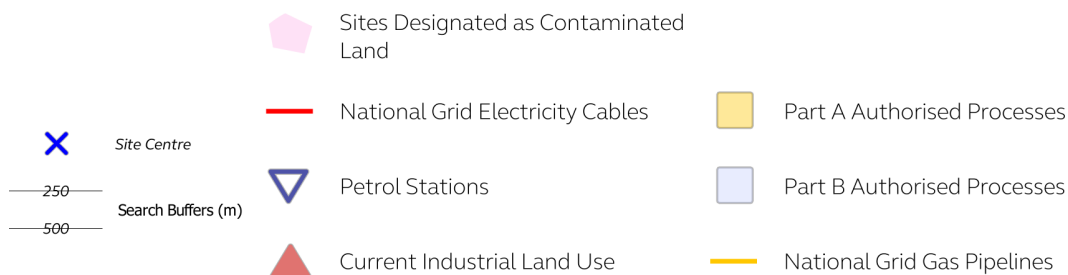 Sites Designated as Contaminated
Land
National Grid Electricity Cables
Part A Authorised Processes
Site Centre
250
Petrol Stations
Part B Authorised Processes
Search Buffers (m)
500
Current Industrial Land Use
National Grid Gas Pipelines